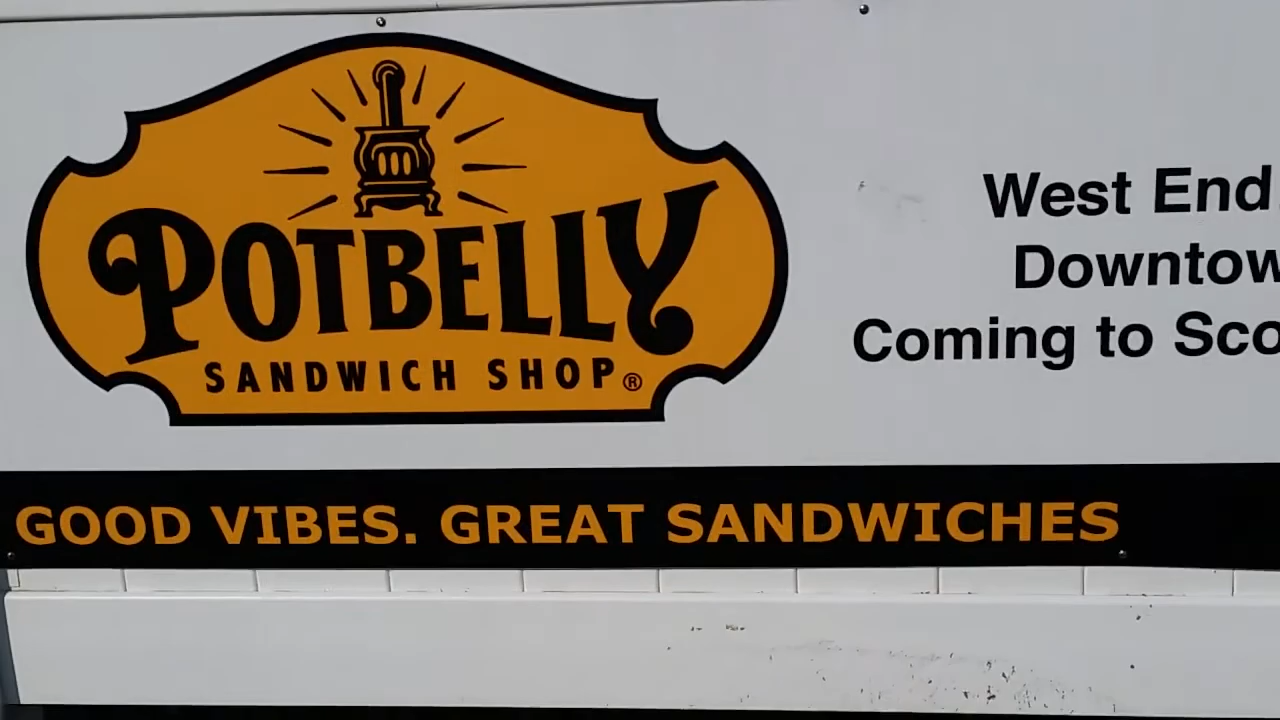 POTBELLY
SANDWICH SHOP®
West End
Coming to
GOOD VIBES. GREAT SANDWICHES